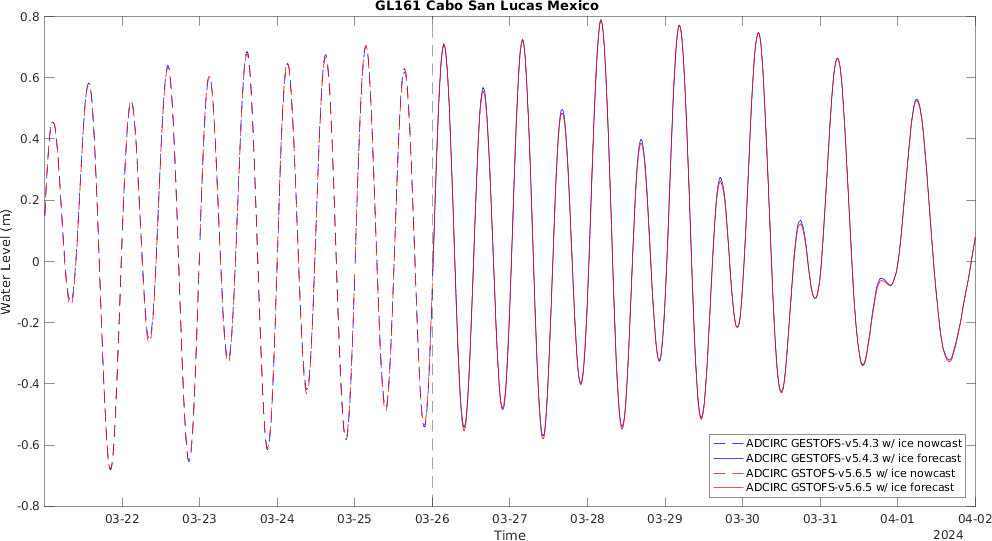 GL161 Cabo San Lucas Mexico
0.8
0.6
0.4
0.2
0
-0.2
-0.4
-0.6
-0.8
Water Level (m)
ADCIRC GESTOFS-v5.4.3 w/ ice nowcast
ADCIRC GESTOFS-v5.4.3 w/ ice forecast
ADCIRC GSTOFS-v5.6.5 w/ ice nowcast
ADCIRC GSTOFS-v5.6.5 w/ ice forecast
03-22 03-23 03-24 03-25 03-26 03-27 03-28 03-29 03-30 03-31 04-01 04-02
Time
2024